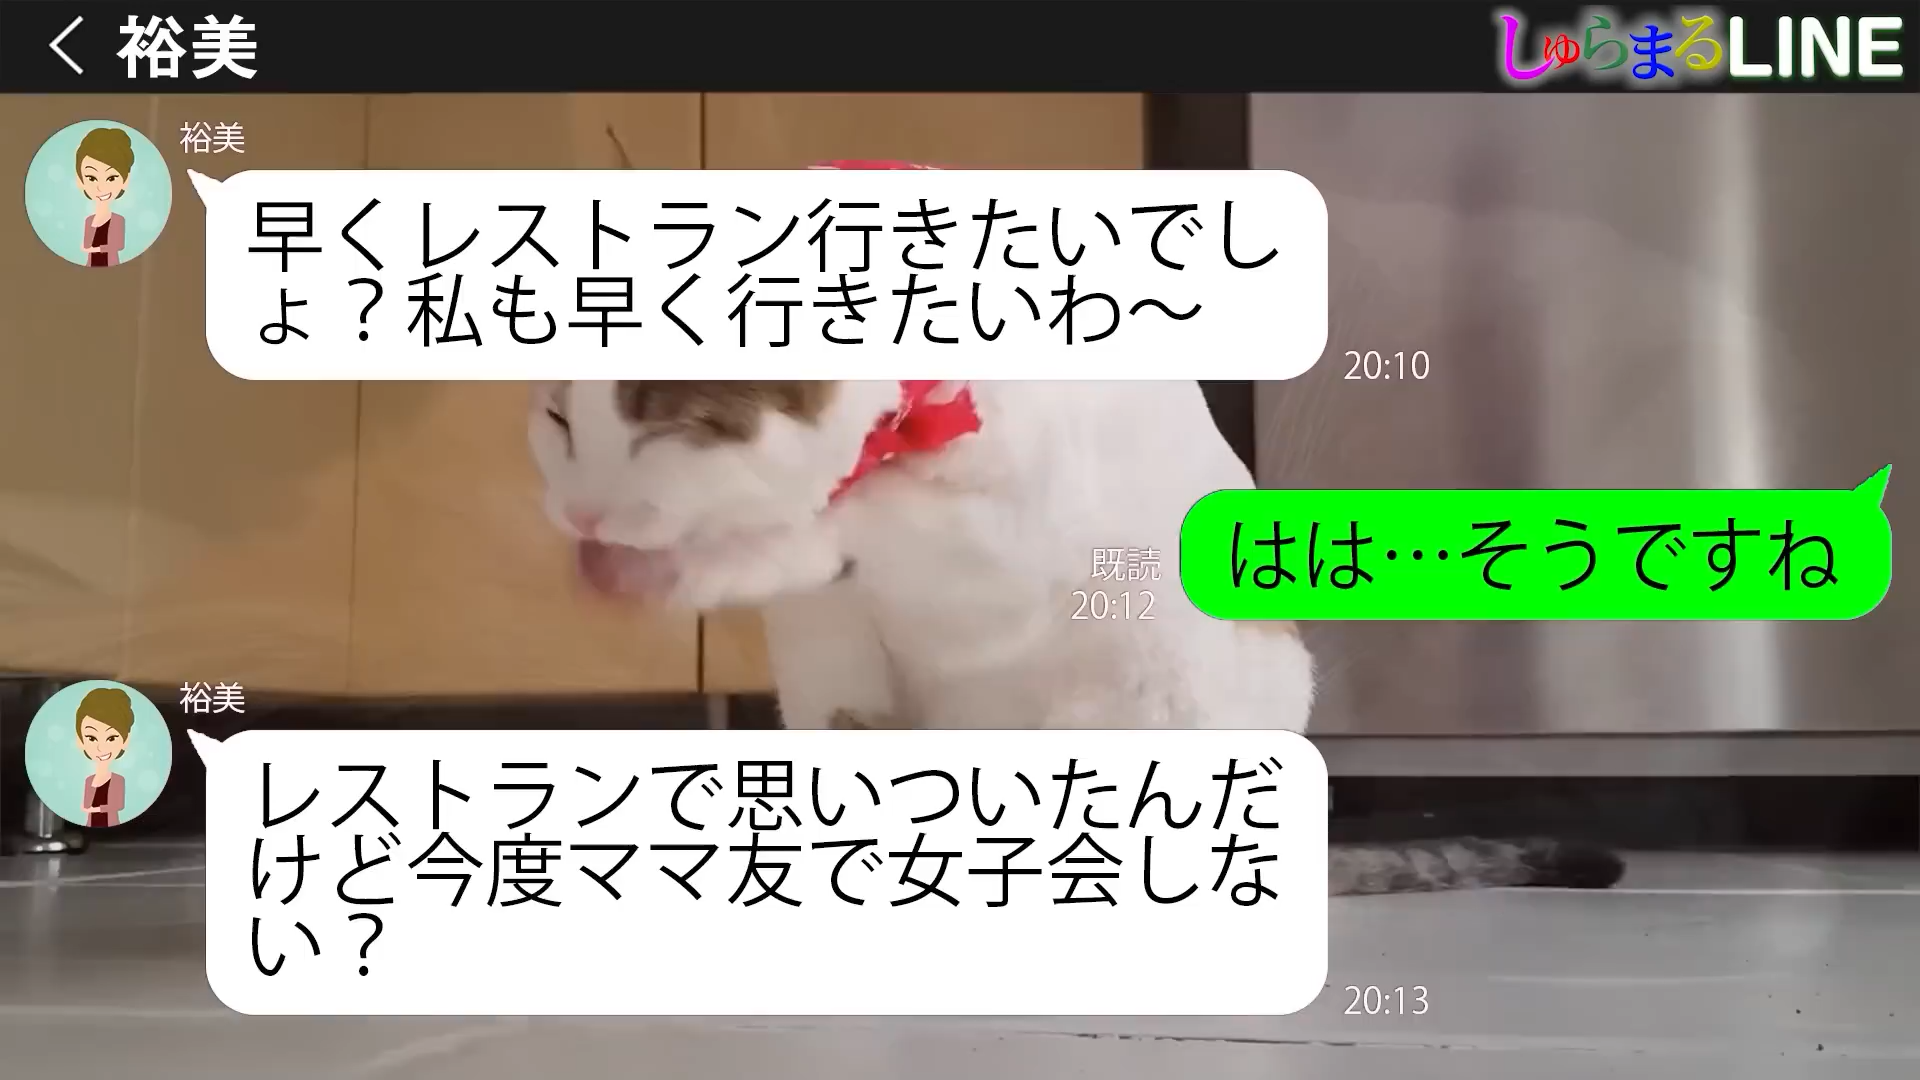 裕美
しゅらまるLINE
裕美
早くレストラン行きたいでし
ょ？私も早く行きたいわ～
20:10
はは…そうですね
既読
20:12
裕美
レストランで思いついたんだ
けど今度ママ友で女子会しな
い？
20:13